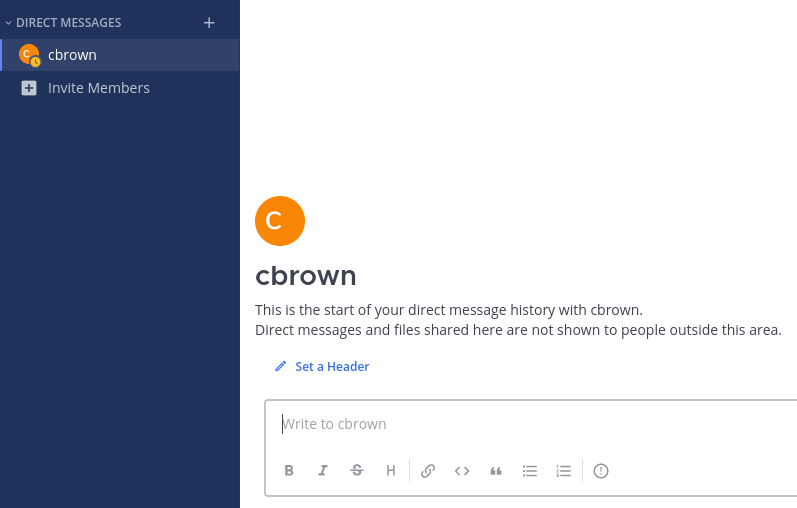 DIRECT MESSAGES
C cbrown
Invite Members
C
cbrown
This is the start of your direct message history with cbrown.
Direct messages and files shared here are not shown to people outside this area.
Set a Header
Write to cbrown
B I S H